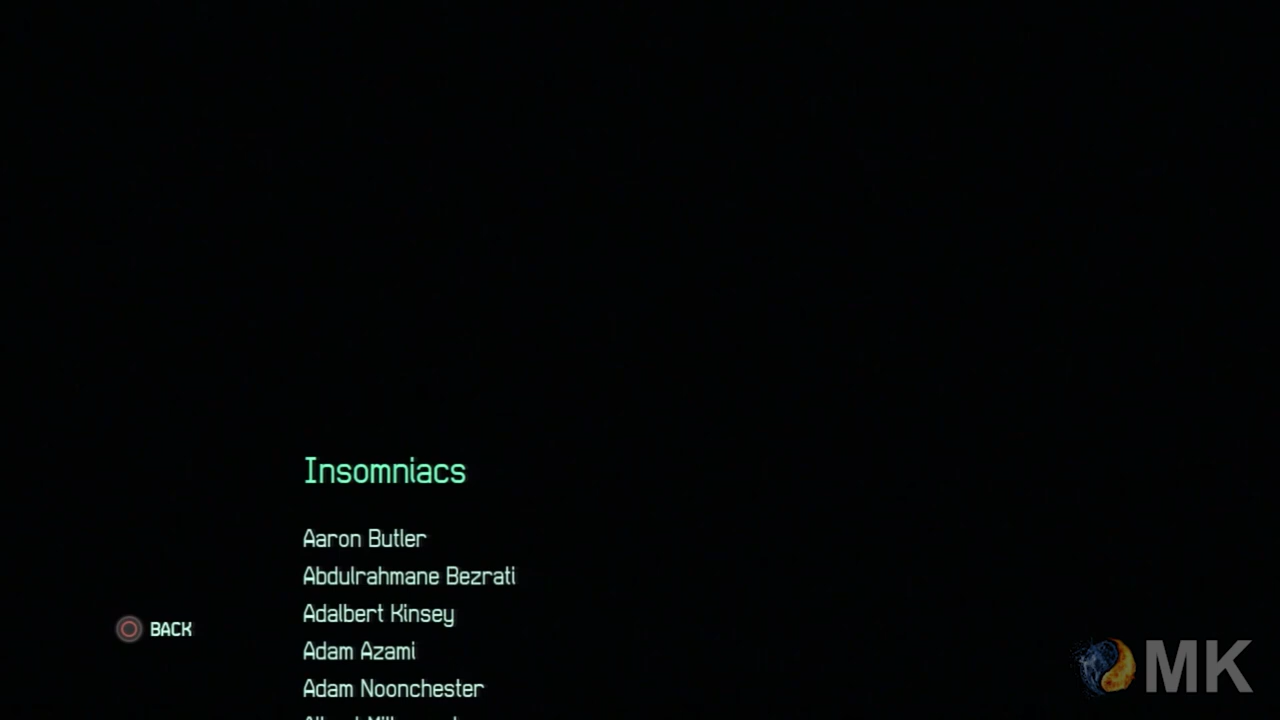 Insomniacs
Aaron Butler
Abdulrahmane Bezrati
Adalbert Kinsey
BACK
Adam Azami
MK
Adam Noonchester